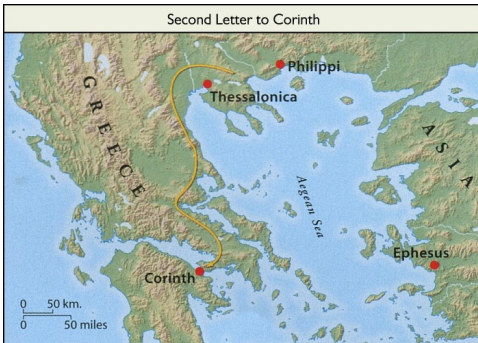 Second Letter to Corinth
Philippi
Thessalonica
GREECE
ASIA
Aegean Sea
Ephesus
Corinth
0 50 km.
0 50 miles